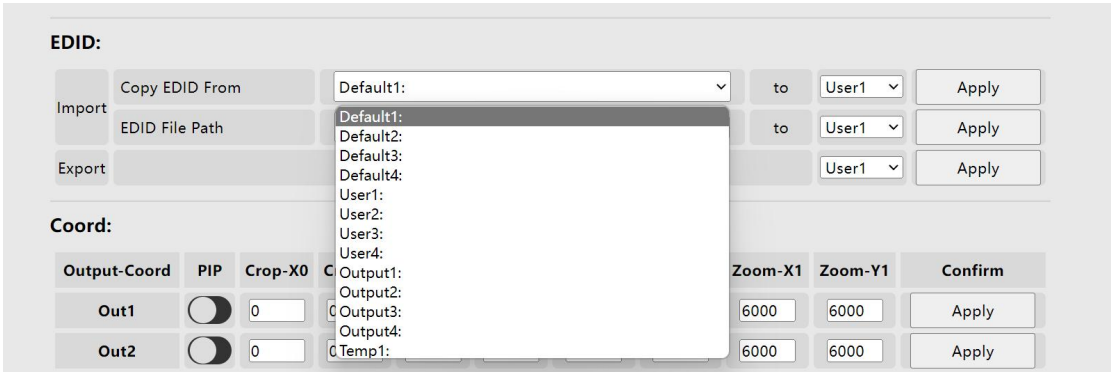 EDID:
Import
Copy EDID From
Default1:
to
User1
Apply
EDID File Path
to
User1
Apply
Export
User1
Apply
Default1:
Default2:
Default3:
Default4:
User1:
User2:
User3:
User4:
Output1:
Output2:
Output3:
Output4:
Temp1:
Coord:
Output-Coord PIP Crop-X0 Zoom-X1 Zoom-Y1 Confirm
Out1 0 6000 6000 Apply
Out2 0 6000 6000 Apply